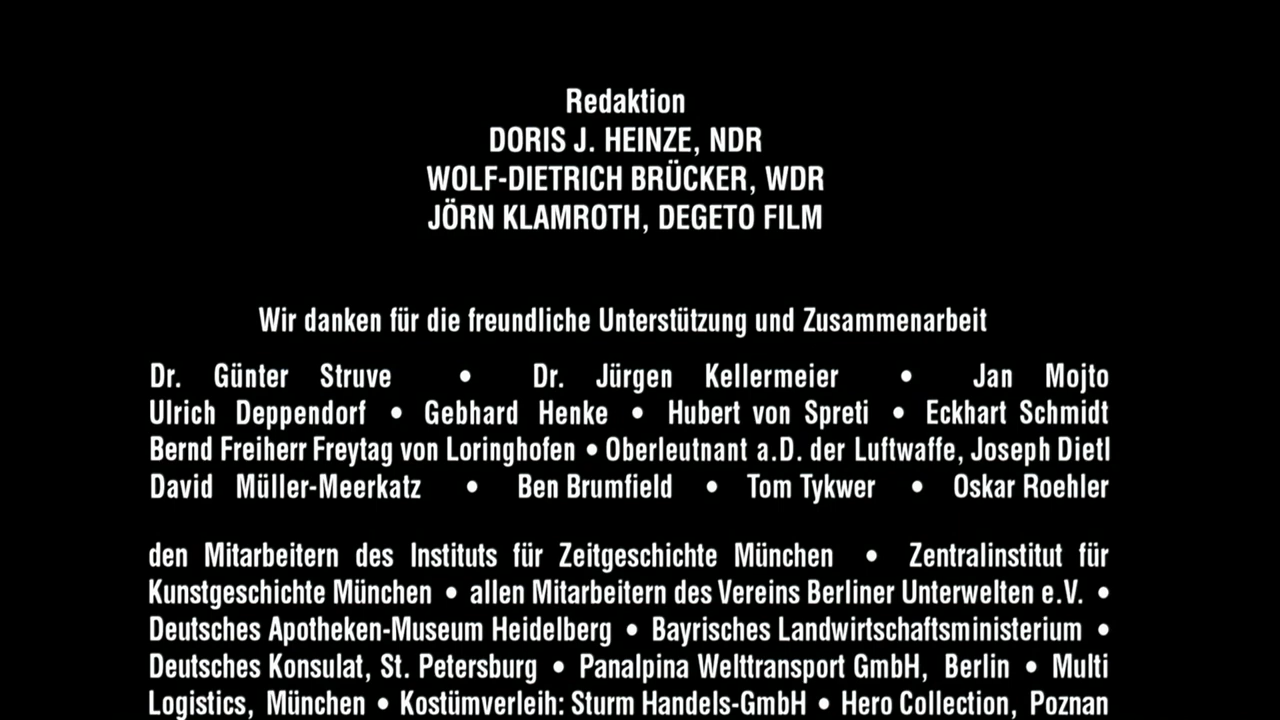 Redaktion
DORIS J. HEINZE, NDR
WOLF-DIETRICH BRÜCKER, WDR
JÖRN KLAMROTH, DEGETO FILM
Wir danken für die freundliche Unterstützung und Zusammenarbeit
Dr. Günter Struve • Dr. Jürgen Kellermeier • Jan Mojto
Ulrich Deppendorf • Gebhard Henke • Hubert von Spreti • Eckhart Schmidt
Bernd Freiherr Freytag von Loringhofen • Oberleutnant a.D. der Luftwaffe, Joseph Dietl
David Müller-Meerkatz • Ben Brumfield • Tom Tykwer • Oskar Roehler
den Mitarbeitern des Instituts für Zeitgeschichte München • Zentralinstitut für
Kunstgeschichte München • allen Mitarbeitern des Vereins Berliner Unterwelten e.V. •
Deutsches Apotheken-Museum Heidelberg • Bayrisches Landwirtschaftsministerium •
Deutsches Konsulat, St. Petersburg • Panalpina Welttransport GmbH, Berlin • Multi
Logistics, München • Kostümverleih: Sturm Handels-GmbH • Hero Collection, Poznan